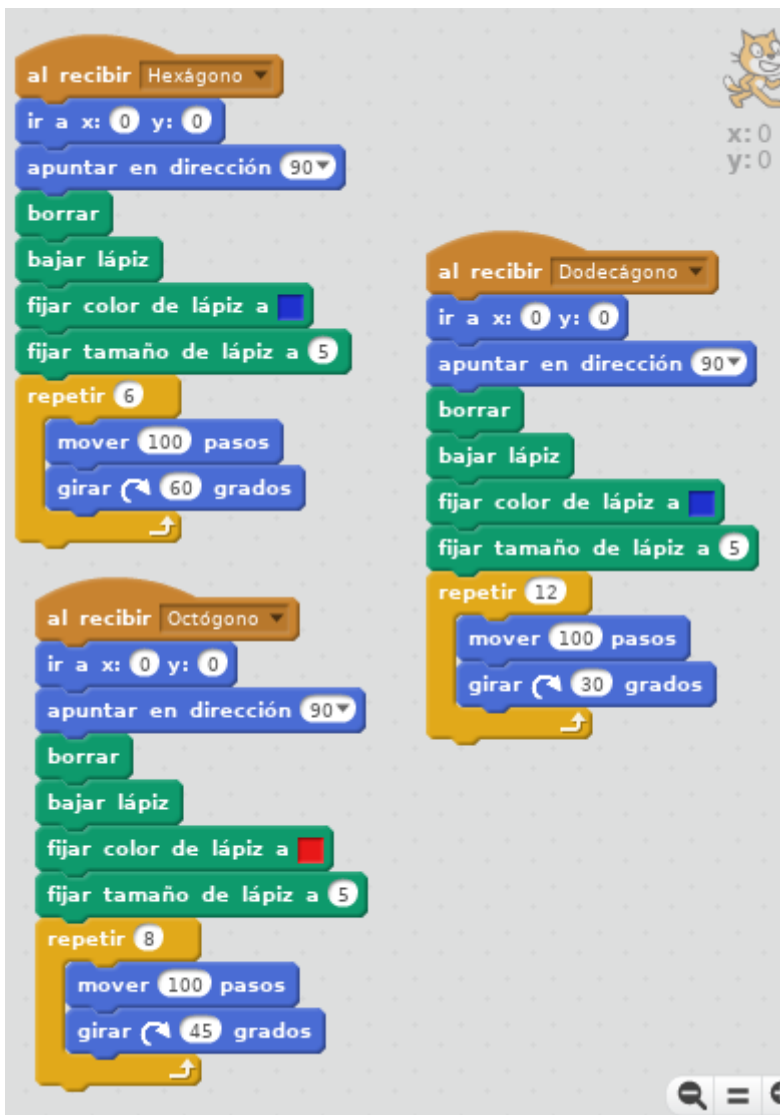 al recibir Hexágono
ir a x: 0 y: 0
apuntar en dirección 90
borrar
bajar lápiz
fijar color de lápiz a
fijar tamaño de lápiz a 5
repetir 6
mover 100 pasos
girar 60 grados
al recibir Octógono
ir a x: 0 y: 0
apuntar en dirección 90
borrar
bajar lápiz
fijar color de lápiz a
fijar tamaño de lápiz a 5
repetir 8
mover 100 pasos
girar 45 grados
x: 0
y: 0
al recibir Dodecágono
ir a x: 0 y: 0
apuntar en dirección 90
borrar
bajar lápiz
fijar color de lápiz a
fijar tamaño de lápiz a 5
repetir 12
mover 100 pasos
girar 30 grados